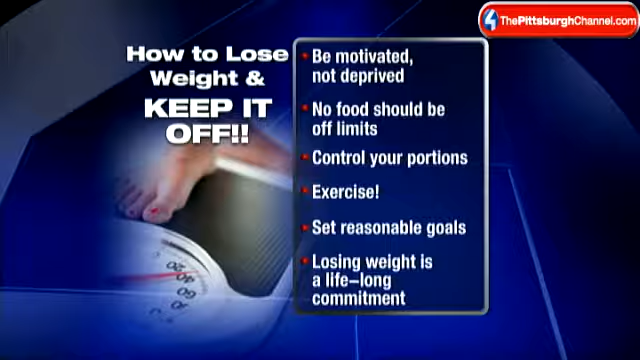 4 ThePittsburghChannel.com
How to Lose
Weight &
KEEP IT
OFF!!
Be motivated,
not deprived
No food should be
off limits
Control your portions
Exercise!
Set reasonable goals
Losing weight is
a life-long
commitment